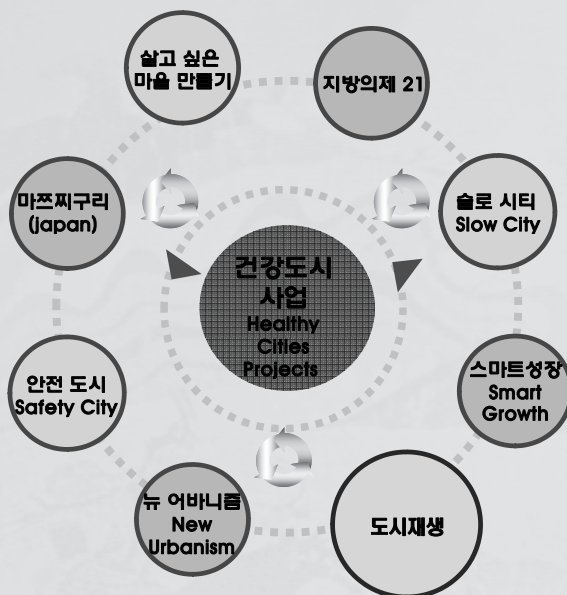 살고 싶은
마을 만들기
지방의제 21
마쯔찌구리
(japan)
슬로 시티
Slow City
건강도시
사업
Healthy
Cities
Projects
안전 도시
Safety City
스마트성장
Smart
Growth
뉴 어바니즘
New
Urbanism
도시재생